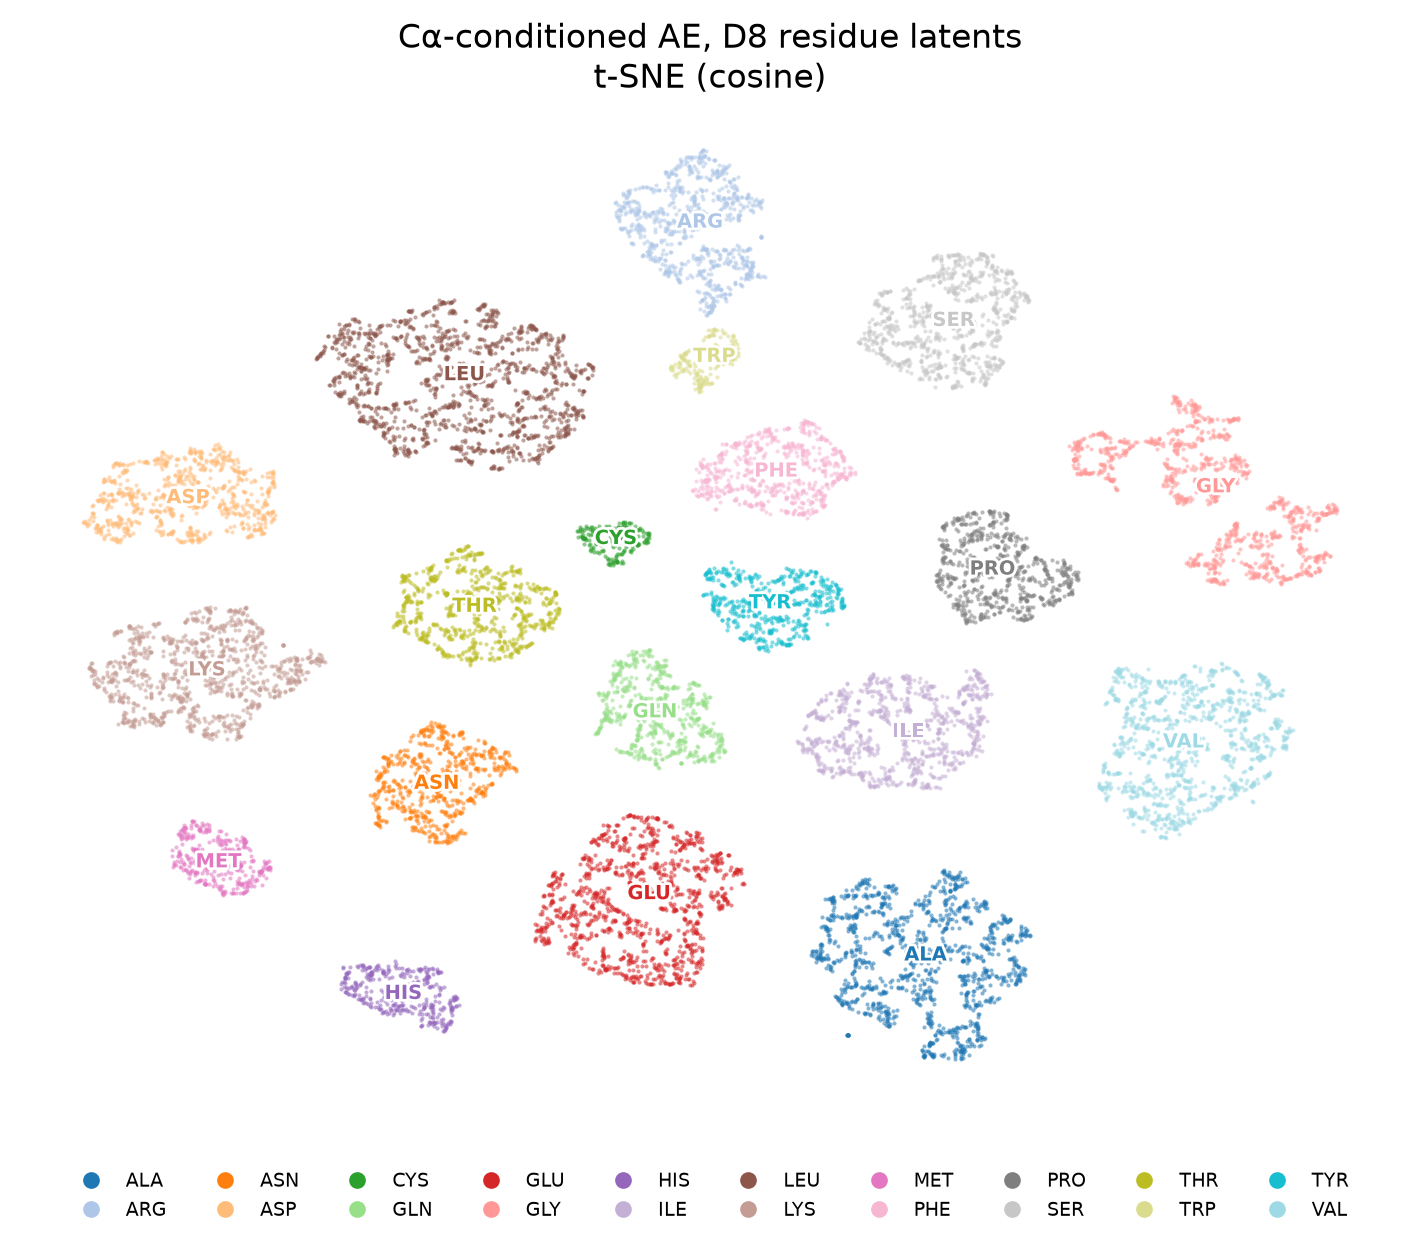 Cα-conditioned AE, D8 residue latents
t-SNE (cosine)
ARG
SER
TRP
LEU
PHE
GLY
ASP
CYS
PRO
TYR
THR
LYS
GLN
ILE
VAL
ASN
MET
GLU
ALA
HIS
ALA ASN CYS GLU HIS LEU MET PRO THR TYR
ARG ASP GLN GLY ILE LYS PHE SER TRP VAL